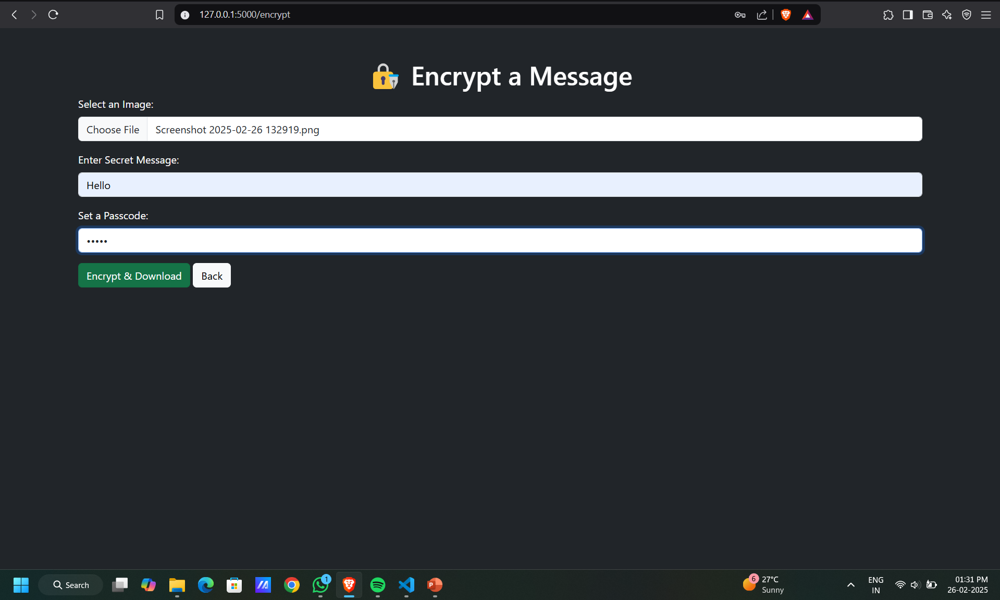 127.0.0.1:5000/encrypt
Encrypt a Message
Select an Image:
Choose File Screenshot 2025-02-26 132919.png
Enter Secret Message:
Hello
Set a Passcode:
•••••
Encrypt & Download Back
Search
1
P
6
27°C
Sunny
ENG
IN
01:31 PM
26-02-2025